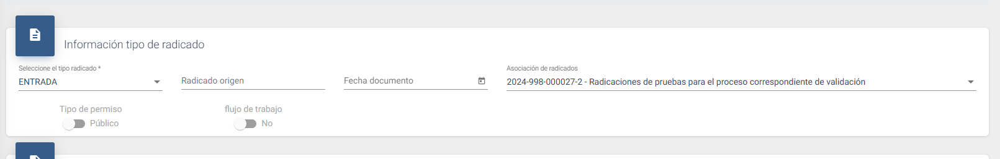 Información tipo de radicado
Seleccione el tipo radicado *
ENTRADA
Radicado origen
Fecha documento
Asociación de radicados
2024-998-000027-2 - Radicaciones de pruebas para el proceso correspondiente de validación
Tipo de permiso
Público
flujo de trabajo
No